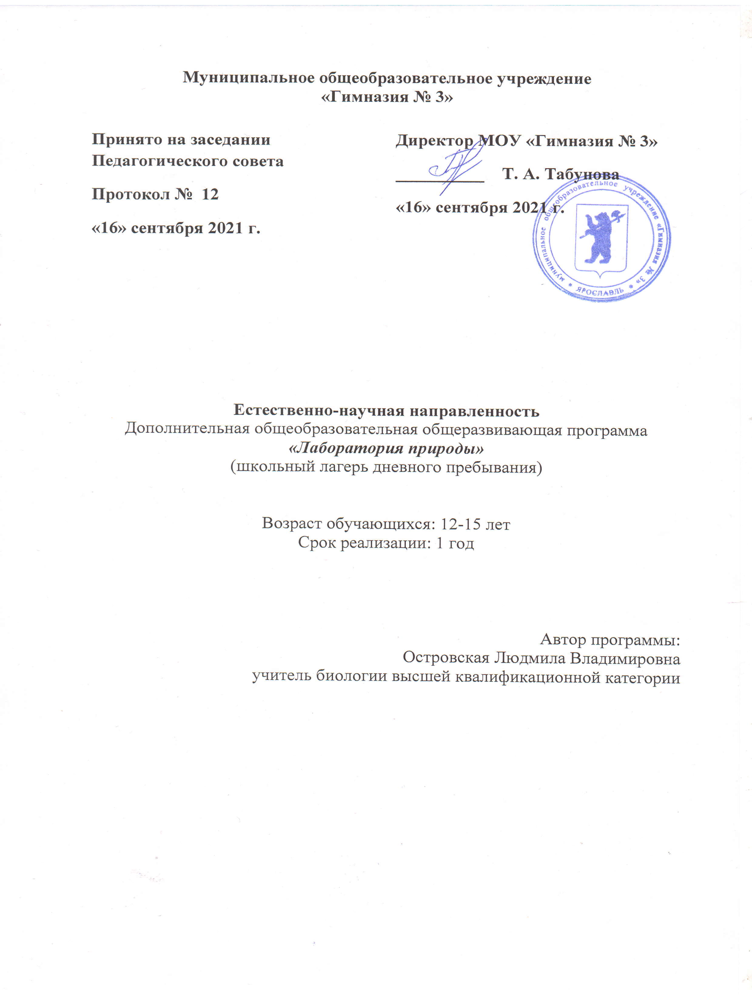 Муниципальное общеобразовательное учреждение
«Гимназия № 3»
Принято на заседании
Педагогического совета
Протокол № 12
«16» сентября 2021 г.
Директор МОУ «Гимназия № 3»
Т. А. Табунова
«16» сентября 2021 г.
муниципальное общеобразовательное учреждение «Гимназия № 3»
* ЯРОСЛАВЛЬ *
Естественно-научная направленность
Дополнительная общеобразовательная общеразвивающая программа
«Лаборатория природы»
(школьный лагерь дневного пребывания)
Возраст обучающихся: 12-15 лет
Срок реализации: 1 год
Автор программы:
Островская Людмила Владимировна
учитель биологии высшей квалификационной категории